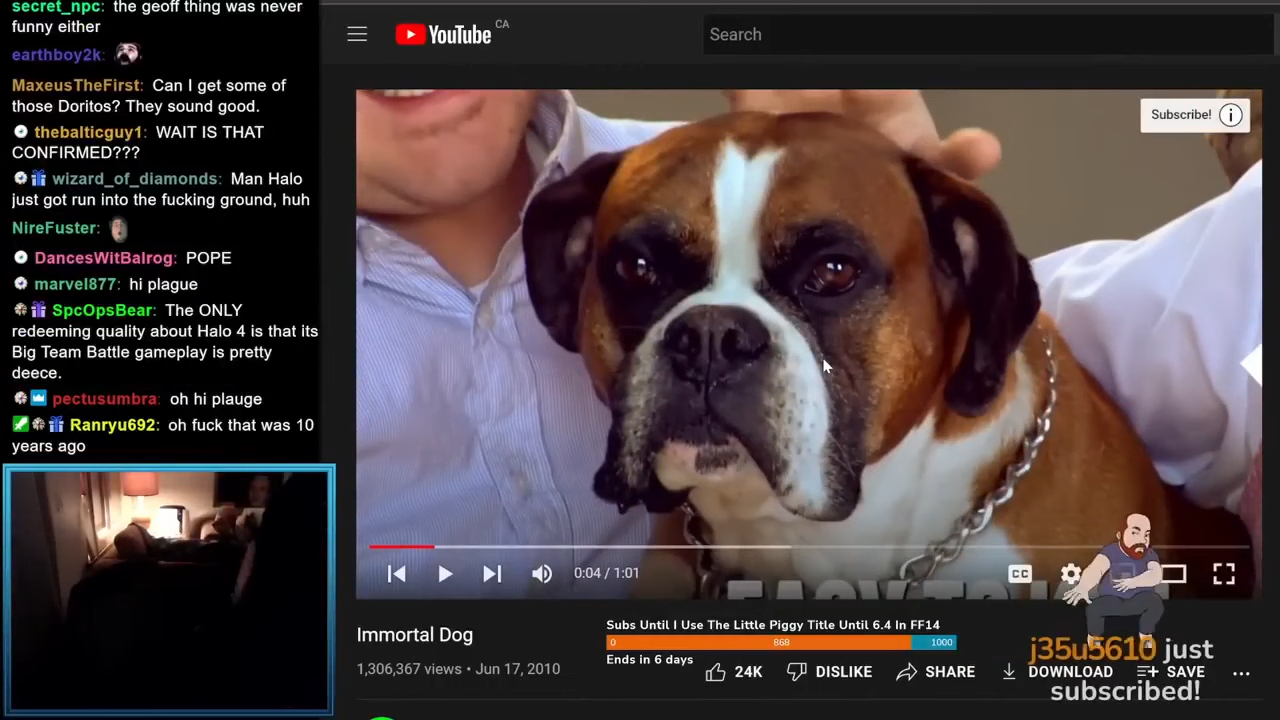 secret_npc: the geoff thing was never
funny either
earthboy2k:
MaxeusTheFirst: Can I get some of
those Doritos? They sound good.
thebalticguy1: WAIT IS THAT
CONFIRMED???
wizard_of_diamonds: Man Halo
just got run into the fucking ground, huh
NireFuster:
DancesWitBalrog: POPE
marvel877: hi plague
SpcOpsBear: The ONLY
redeeming quality about Halo 4 is that its
Big Team Battle gameplay is pretty
deece.
pectusumbra: oh hi plauge
Ranryu692: oh fuck that was 10
years ago
YouTube CA
Search
Subscribe!
0:04 / 1:01
CC
Immortal Dog
1,306,367 views • Jun 17, 2010
Subs Until I Use The Little Piggy Title Until 6.4 In FF14
0 868 1000
Ends in 6 days
24K DISLIKE SHARE DOWNLOAD SAVE
j35u5610 just
subscribed!